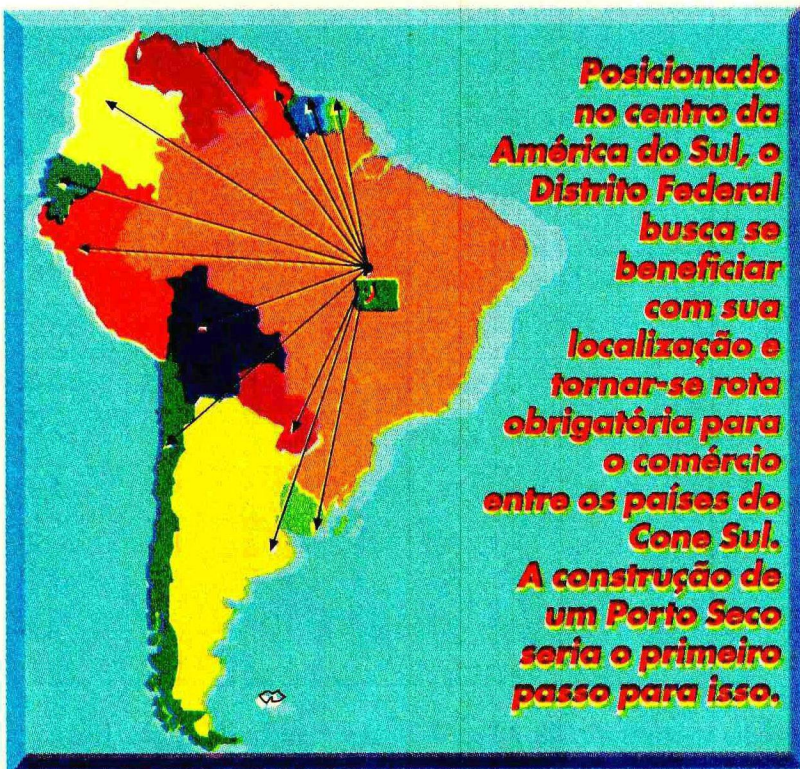 Posicionado
no centro da
América do Sul, o
Distrito Federal
busca se
beneficiar
com sua
localização e
tornar-se rota
obrigatória para
o comércio
entre os países do
Cone Sul.
A construção de
um Porto Seco
seria o primeiro
passo para isso.